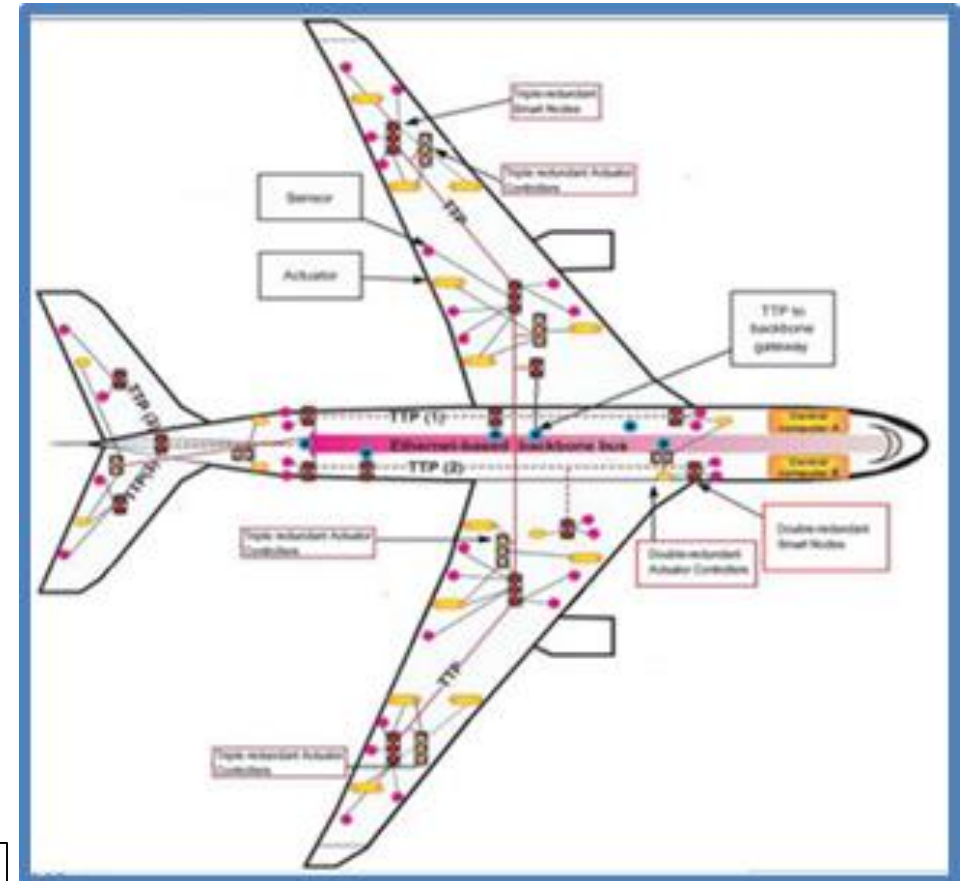 Triple-redundant
Smart Nodes
Triple redundant Actuator
Controllers
TTP
Sensor
Actuator
TTP to
backbone
gateway
TTP (1)
Central
computer A
Ethernet-based backbone bus
TTP (2)
Central
computer B
Triple redundant Actuator
Controllers
Double-redundant
Actuator Controllers
Double-redundant
Smart Nodes
TTP
Triple redundant Actuator
Controllers